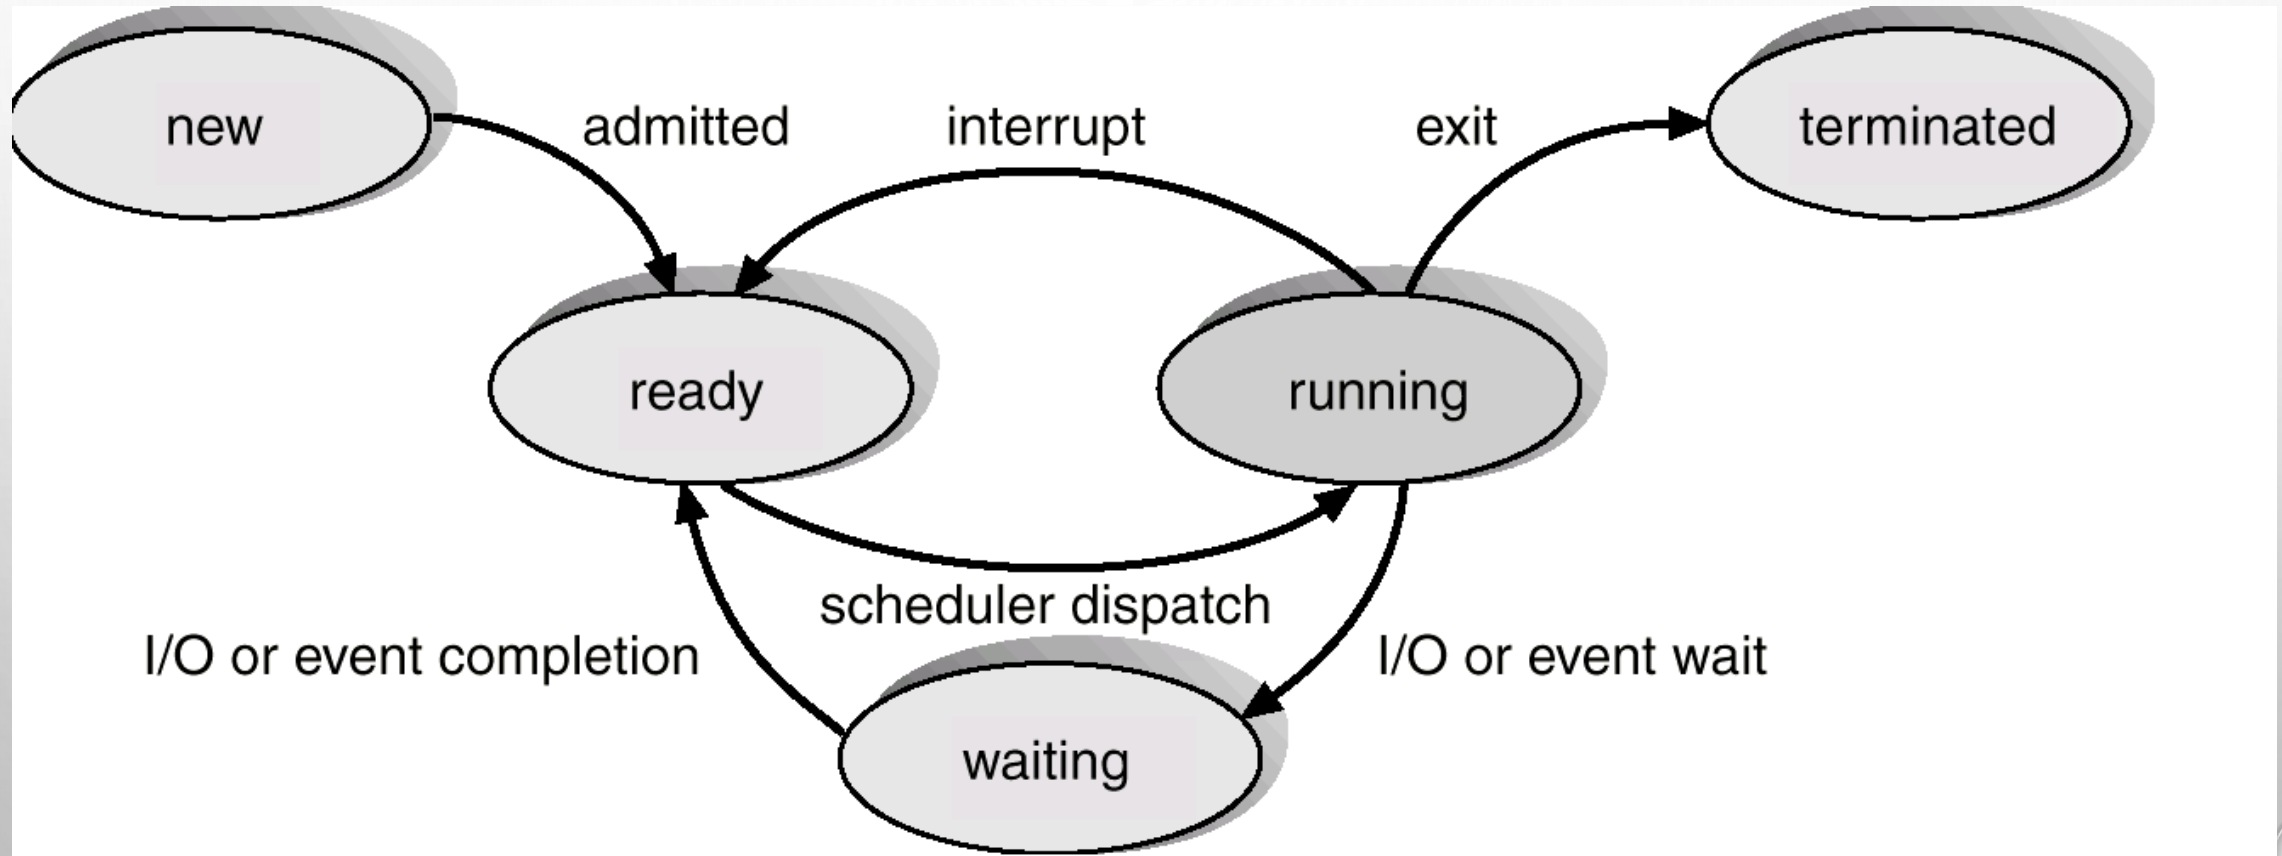 new
admitted
interrupt
exit
terminated
ready
running
scheduler dispatch
I/O or event completion
I/O or event wait
waiting